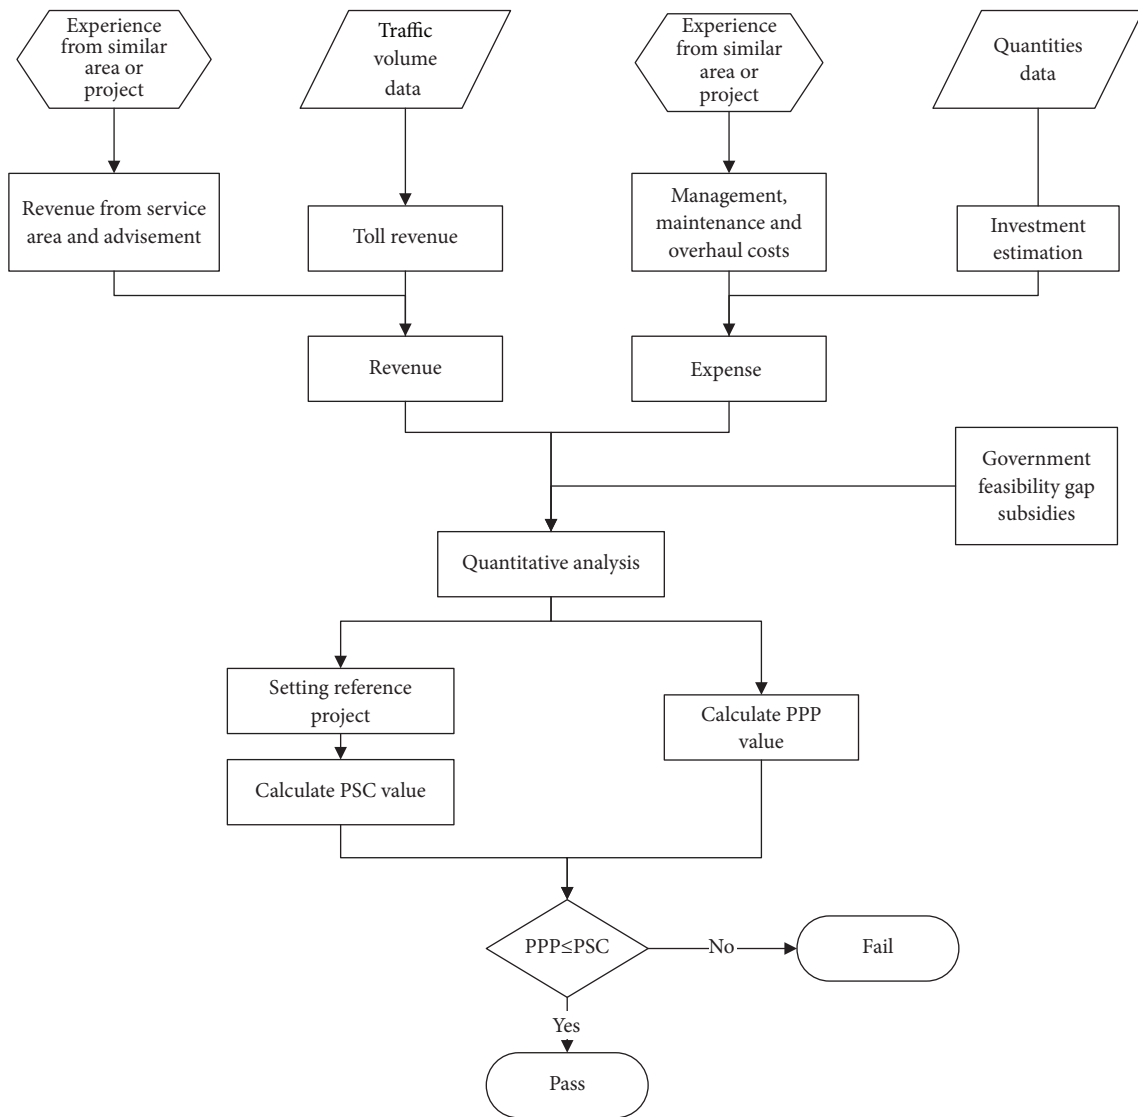 Experience
from similar
area or
project
Traffic
volume
data
Experience
from similar
area or
project
Quantities
data
Revenue from service
area and advisement
Toll revenue
Management,
maintenance and
overhaul costs
Investment
estimation
Revenue
Expense
Government
feasibility gap
subsidies
Quantitative analysis
Setting reference
project
Calculate PPP
value
Calculate PSC value
PPP≤PSC
No
Fail
Yes
Pass